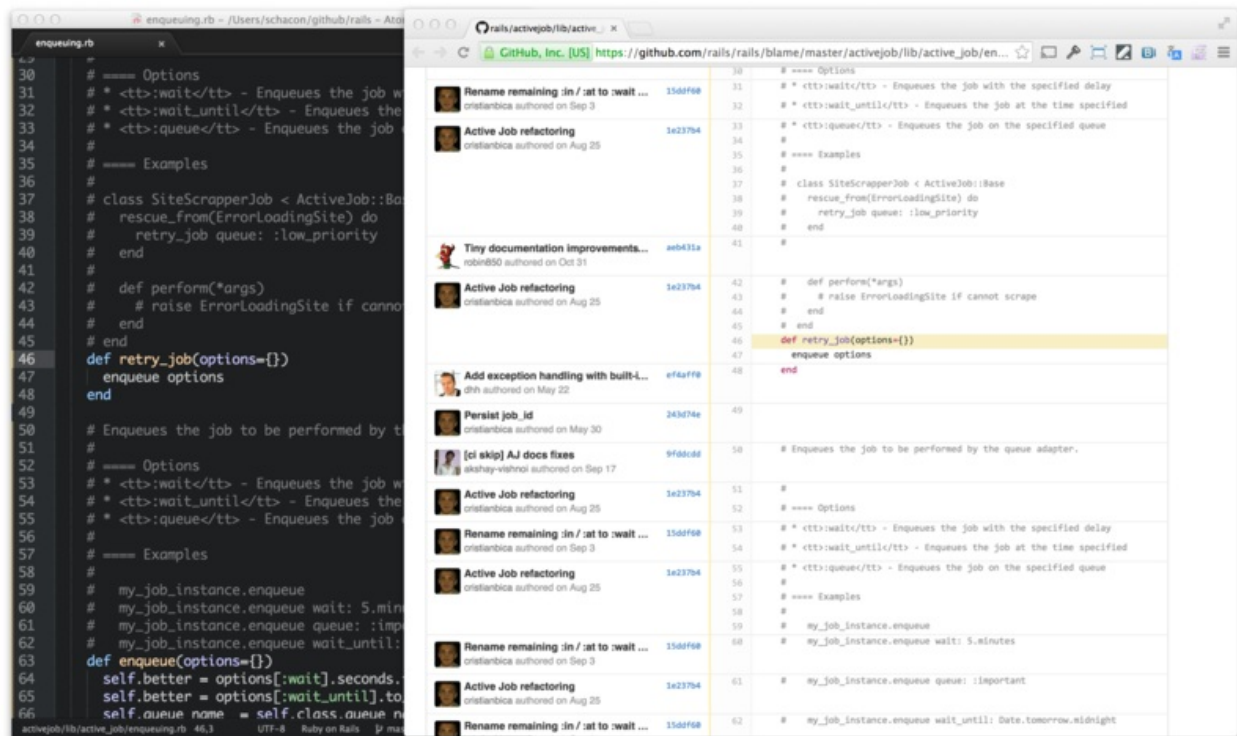 enqueuing.rb - /Users/schacon/github/rails - Ato
enqueuing.rb x
29 #
30 # ==== Options
31 # * <tt>:wait</tt> - Enqueues the job w
32 # * <tt>:wait_until</tt> - Enqueues the
33 # * <tt>:queue</tt> - Enqueues the job
34 #
35 # ==== Examples
36 #
37 # class SiteScrapperJob < ActiveJob::Ba
38 #   rescue_from(ErrorLoadingSite) do
39 #     retry_job queue: :low_priority
40 #   end
41 #
42 #   def perform(*args)
43 #     # raise ErrorLoadingSite if canno
44 #   end
45 # end
46 def retry_job(options={})
47   enqueue options
48 end
49
50 # Enqueues the job to be performed by t
51 #
52 # ==== Options
53 # * <tt>:wait</tt> - Enqueues the job w
54 # * <tt>:wait_until</tt> - Enqueues the
55 # * <tt>:queue</tt> - Enqueues the job
56 #
57 # ==== Examples
58 #
59 #   my_job_instance.enqueue
60 #   my_job_instance.enqueue wait: 5.min
61 #   my_job_instance.enqueue queue: :imp
62 #   my_job_instance.enqueue wait_until:
63 def enqueue(options={})
64   self.better = options[:wait].seconds.
65   self.better = options[:wait_until].to
66   self.queue_name = self.class.queue_n
activejob/lib/active_job/enqueuing.rb 46,3 UTF-8 Ruby on Rails mas
rails/activejob/lib/active_ x
GitHub, Inc. [US] https://github.com/rails/rails/blame/master/activejob/lib/active_job/en...
30 # ==== Options
Rename remaining :in / :at to :wait ... 15ddf60 31 # * <tt>:wait</tt> - Enqueues the job with the specified delay
cristianbica authored on Sep 3 32 # * <tt>:wait_until</tt> - Enqueues the job at the time specified
Active Job refactoring 1e237b4 33 # * <tt>:queue</tt> - Enqueues the job on the specified queue
cristianbica authored on Aug 25 34 #
35 # ==== Examples
36 #
37 # class SiteScrapperJob < ActiveJob::Base
38 #   rescue_from(ErrorLoadingSite) do
39 #     retry_job queue: :low_priority
40 #   end
Tiny documentation improvements... aeb431a 41 #
robin850 authored on Oct 31
Active Job refactoring 1e237b4 42 #   def perform(*args)
cristianbica authored on Aug 25 43 #     # raise ErrorLoadingSite if cannot scrape
44 #   end
45 # end
46 def retry_job(options={})
47   enqueue options
Add exception handling with built-i... ef4aff0 48 end
dhh authored on May 22
Persist job_id 243d74e 49
cristianbica authored on May 30
[ci skip] AJ docs fixes 9fddcdd 50 # Enqueues the job to be performed by the queue adapter.
akshay-vishnoi authored on Sep 17
Active Job refactoring 1e237b4 51 #
cristianbica authored on Aug 25 52 # ==== Options
Rename remaining :in / :at to :wait ... 15ddf60 53 # * <tt>:wait</tt> - Enqueues the job with the specified delay
cristianbica authored on Sep 3 54 # * <tt>:wait_until</tt> - Enqueues the job at the time specified
Active Job refactoring 1e237b4 55 # * <tt>:queue</tt> - Enqueues the job on the specified queue
cristianbica authored on Aug 25 56 #
57 # ==== Examples
58 #
59 #   my_job_instance.enqueue
Rename remaining :in / :at to :wait ... 15ddf60 60 #   my_job_instance.enqueue wait: 5.minutes
cristianbica authored on Sep 3
Active Job refactoring 1e237b4 61 #   my_job_instance.enqueue queue: :important
cristianbica authored on Aug 25
Rename remaining :in / :at to :wait ... 15ddf60 62 #   my_job_instance.enqueue wait_until: Date.tomorrow.midnight